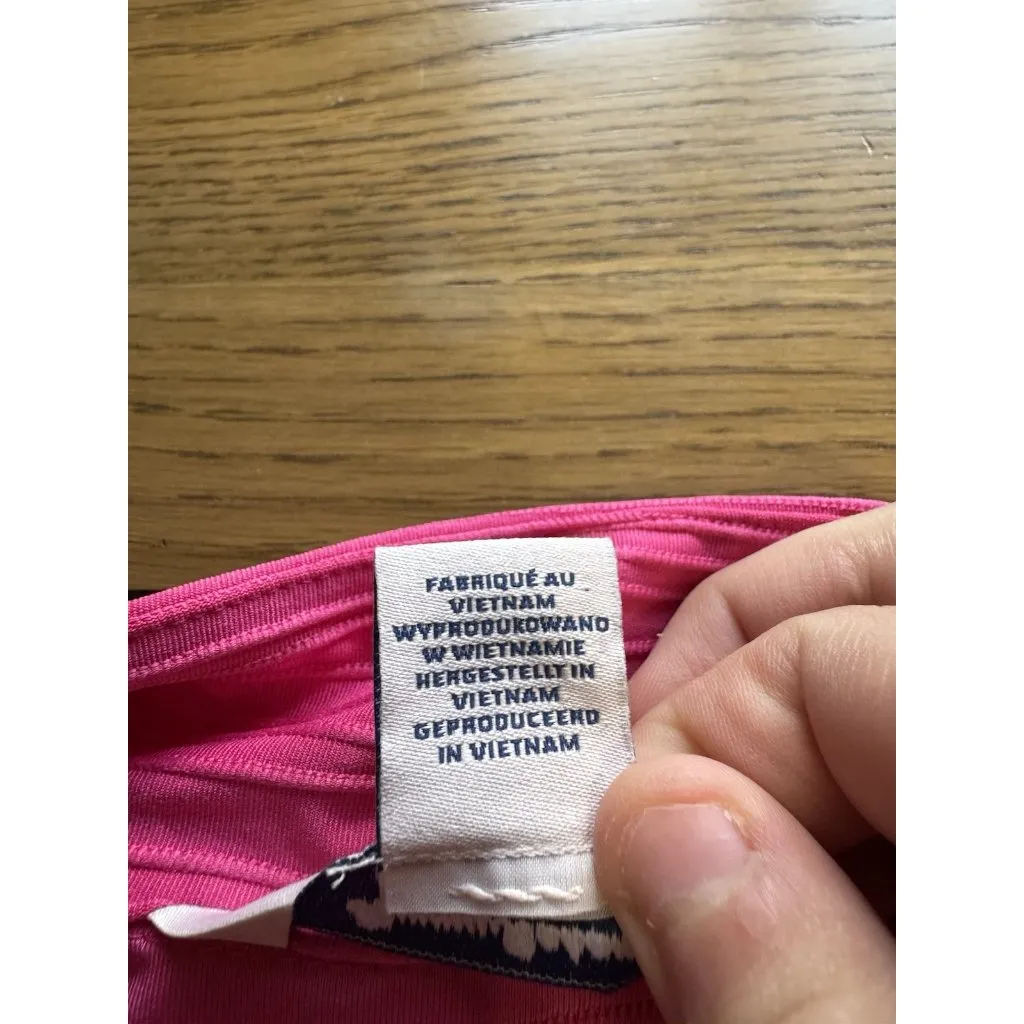 FABRIQUÉ AU
VIETNAM
WYPRODUKOWANO
W WIETNAMIE
HERGESTELLT IN
VIETNAM
GEPRODUCEERD
IN VIETNAM